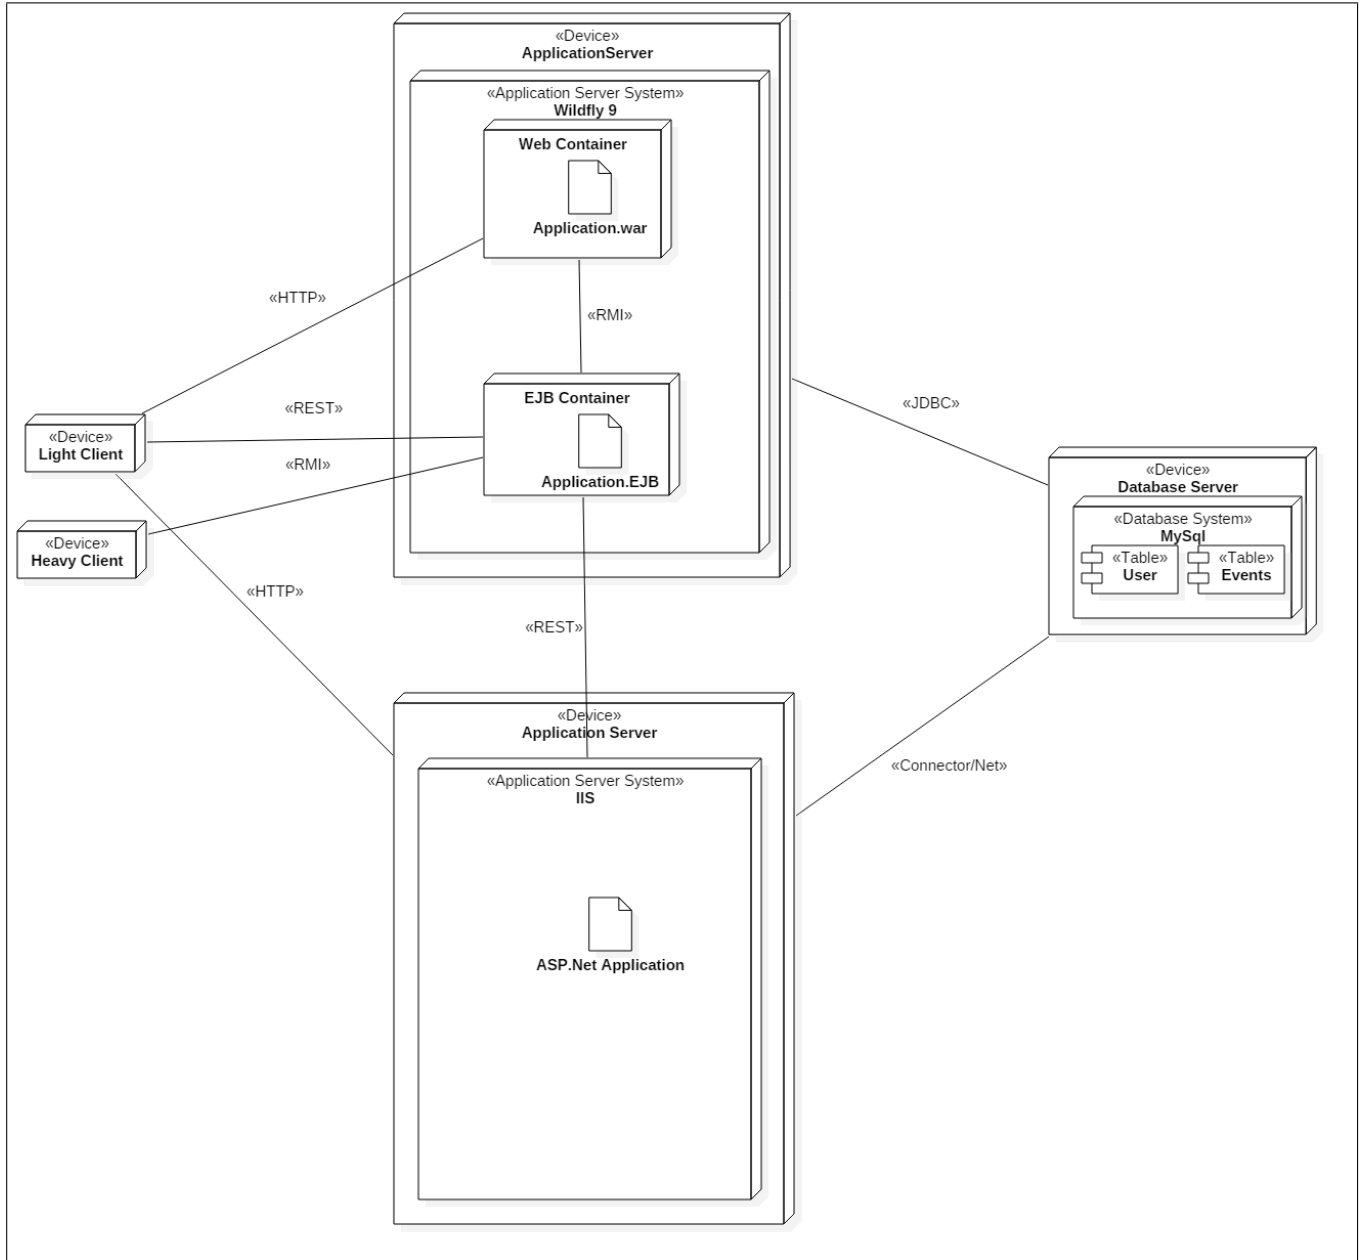 «Device»
ApplicationServer
«Application Server System»
Wildfly 9
Web Container
Application.war
«HTTP»
«RMI»
EJB Container
Application.EJB
«REST»
«RMI»
«Device»
Light Client
«Device»
Heavy Client
«JDBC»
«Device»
Database Server
«Database System»
MySql
«Table»
User
«Table»
Events
«HTTP»
«REST»
«Device»
Application Server
«Application Server System»
IIS
«Connector/Net»
ASP.Net Application